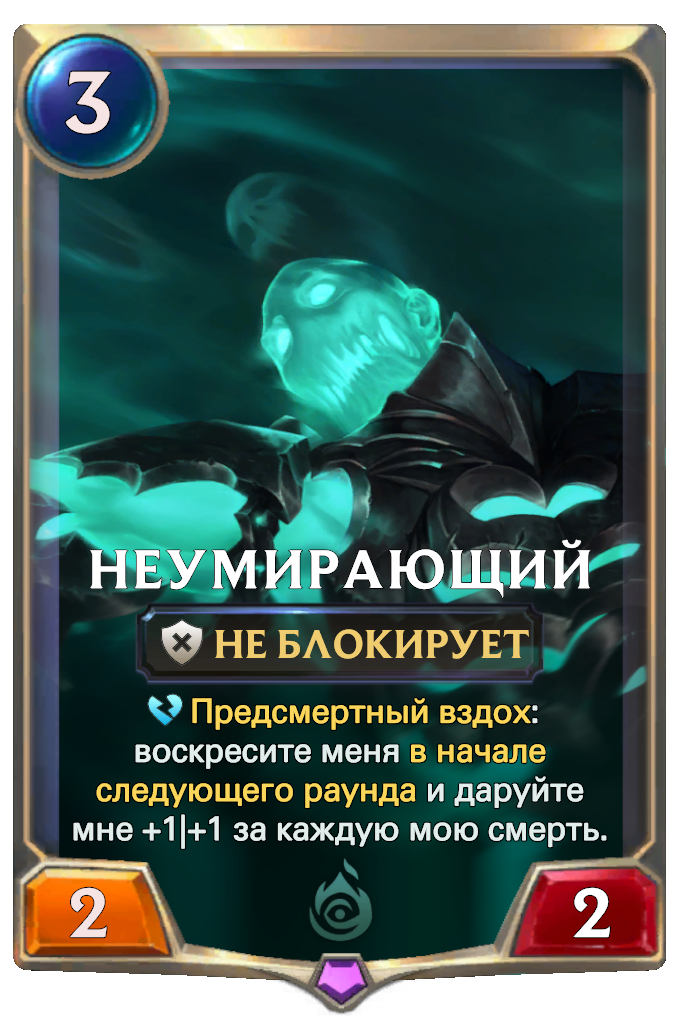 3
НЕУМИРАЮЩИЙ
НЕ БЛОКИРУЕТ
Предсмертный вздох:
воскресите меня в начале
следующего раунда и даруйте
мне +1|+1 за каждую мою смерть.
2
2